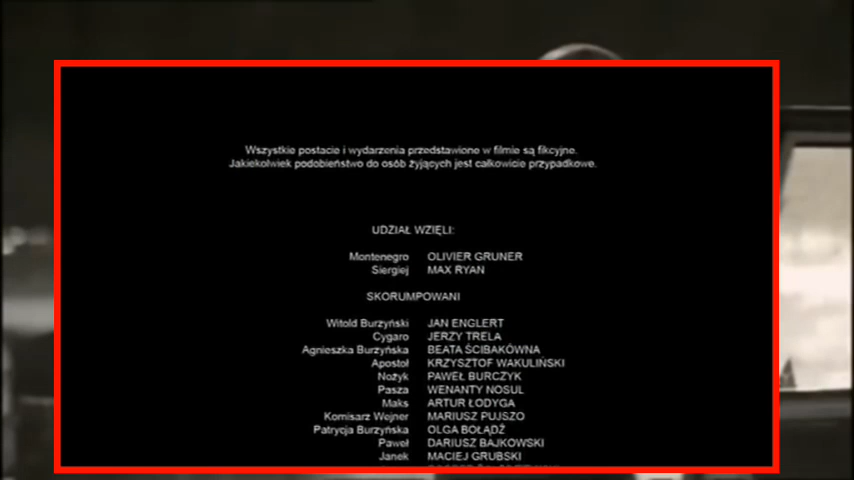 Wszystkie postacie i wydarzenia przedstawione w filmie są fikcyjne.
Jakiekolwiek podobieństwo do osób żyjących jest całkowicie przypadkowe.
UDZIAŁ WZIĘLI:
Montenegro OLIVIER GRUNER
Siergiej MAX RYAN
SKORUMPOWANI
Witold Burzyński JAN ENGLERT
Cygaro JERZY TRELA
Agnieszka Burzyńska BEATA ŚCIBAKÓWNA
Apostoł KRZYSZTOF WAKULIŃSKI
Nożyk PAWEŁ BURCZYK
Pasza WENANTY NOSUL
Maks ARTUR ŁODYGA
Komisarz Wejner MARIUSZ PUJSZO
Patrycja Burzyńska OLGA BOŁĄDŹ
Paweł DARIUSZ BAJKOWSKI
Janek MACIEJ GRUBSKI